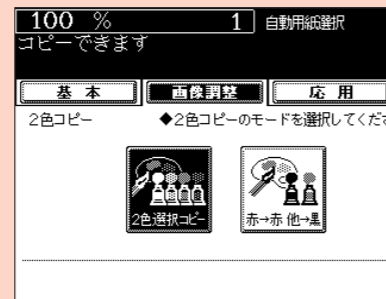 100 % 1 自動用紙選択
コピーできます
基本 画像調整 応用
2色コピー ◆2色コピーのモードを選択してくだ
2色選択コピー 赤→赤 他→黒